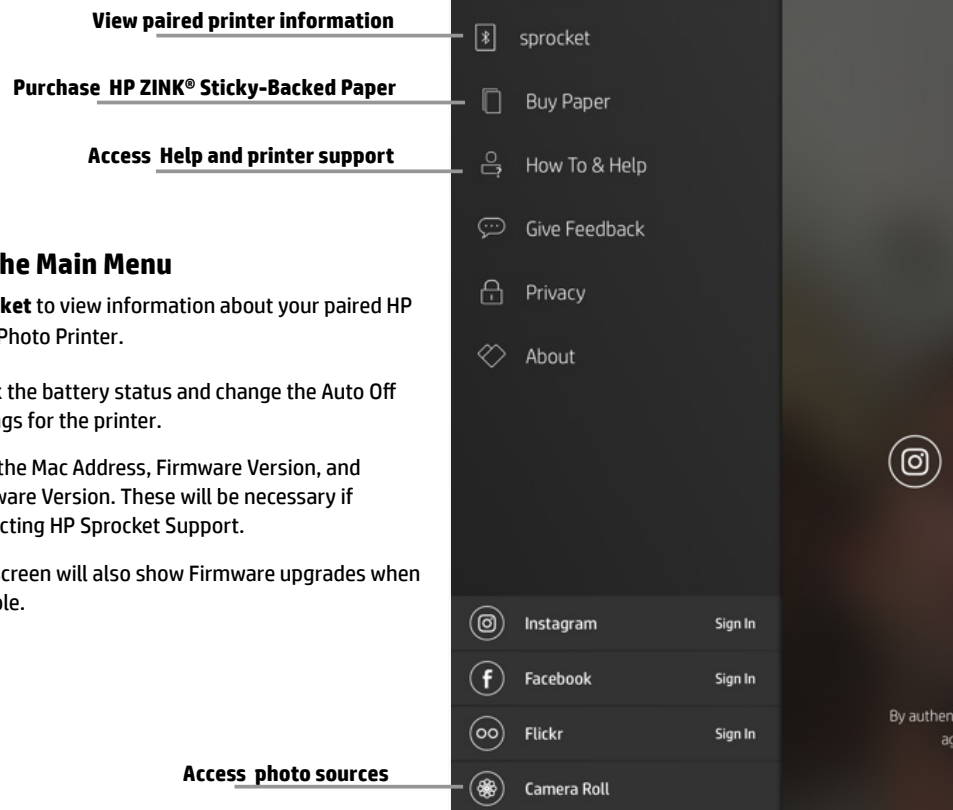 View paired printer information
Purchase HP ZINK® Sticky-Backed Paper
Access Help and printer support
he Main Menu
ket to view information about your paired HP
Photo Printer.
the battery status and change the Auto Off
gs for the printer.
the Mac Address, Firmware Version, and
ware Version. These will be necessary if
cting HP Sprocket Support.
creen will also show Firmware upgrades when
ble.
Access photo sources
sprocket
Buy Paper
How To & Help
Give Feedback
Privacy
About
Instagram Sign In
Facebook Sign In
Flickr Sign In
Camera Roll
By authen
ag